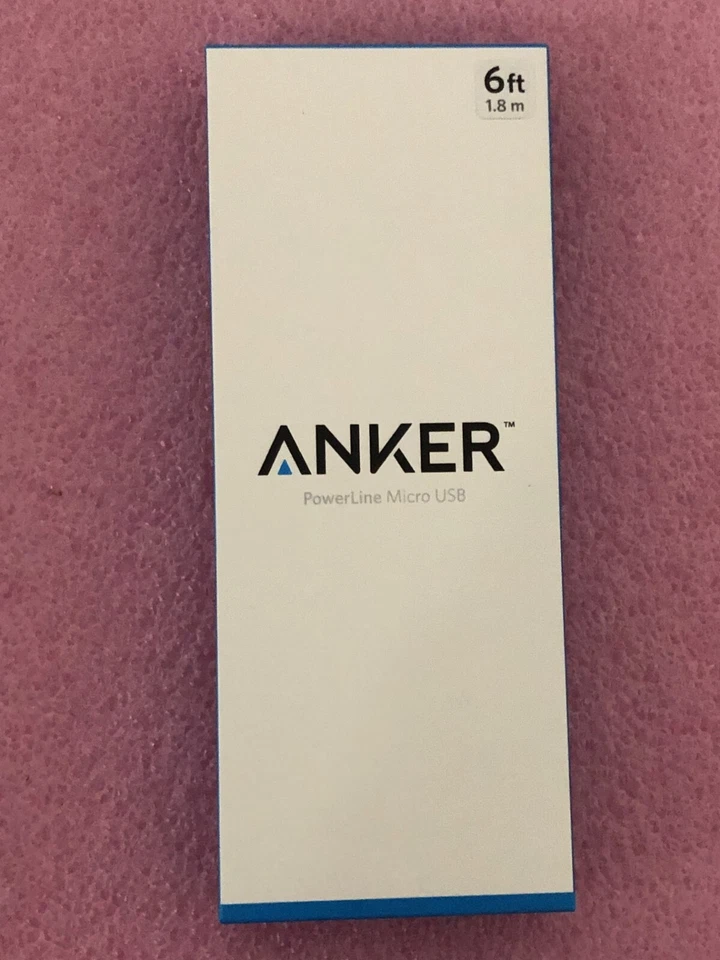 6ft
1.8 m
ANKER™
PowerLine Micro USB